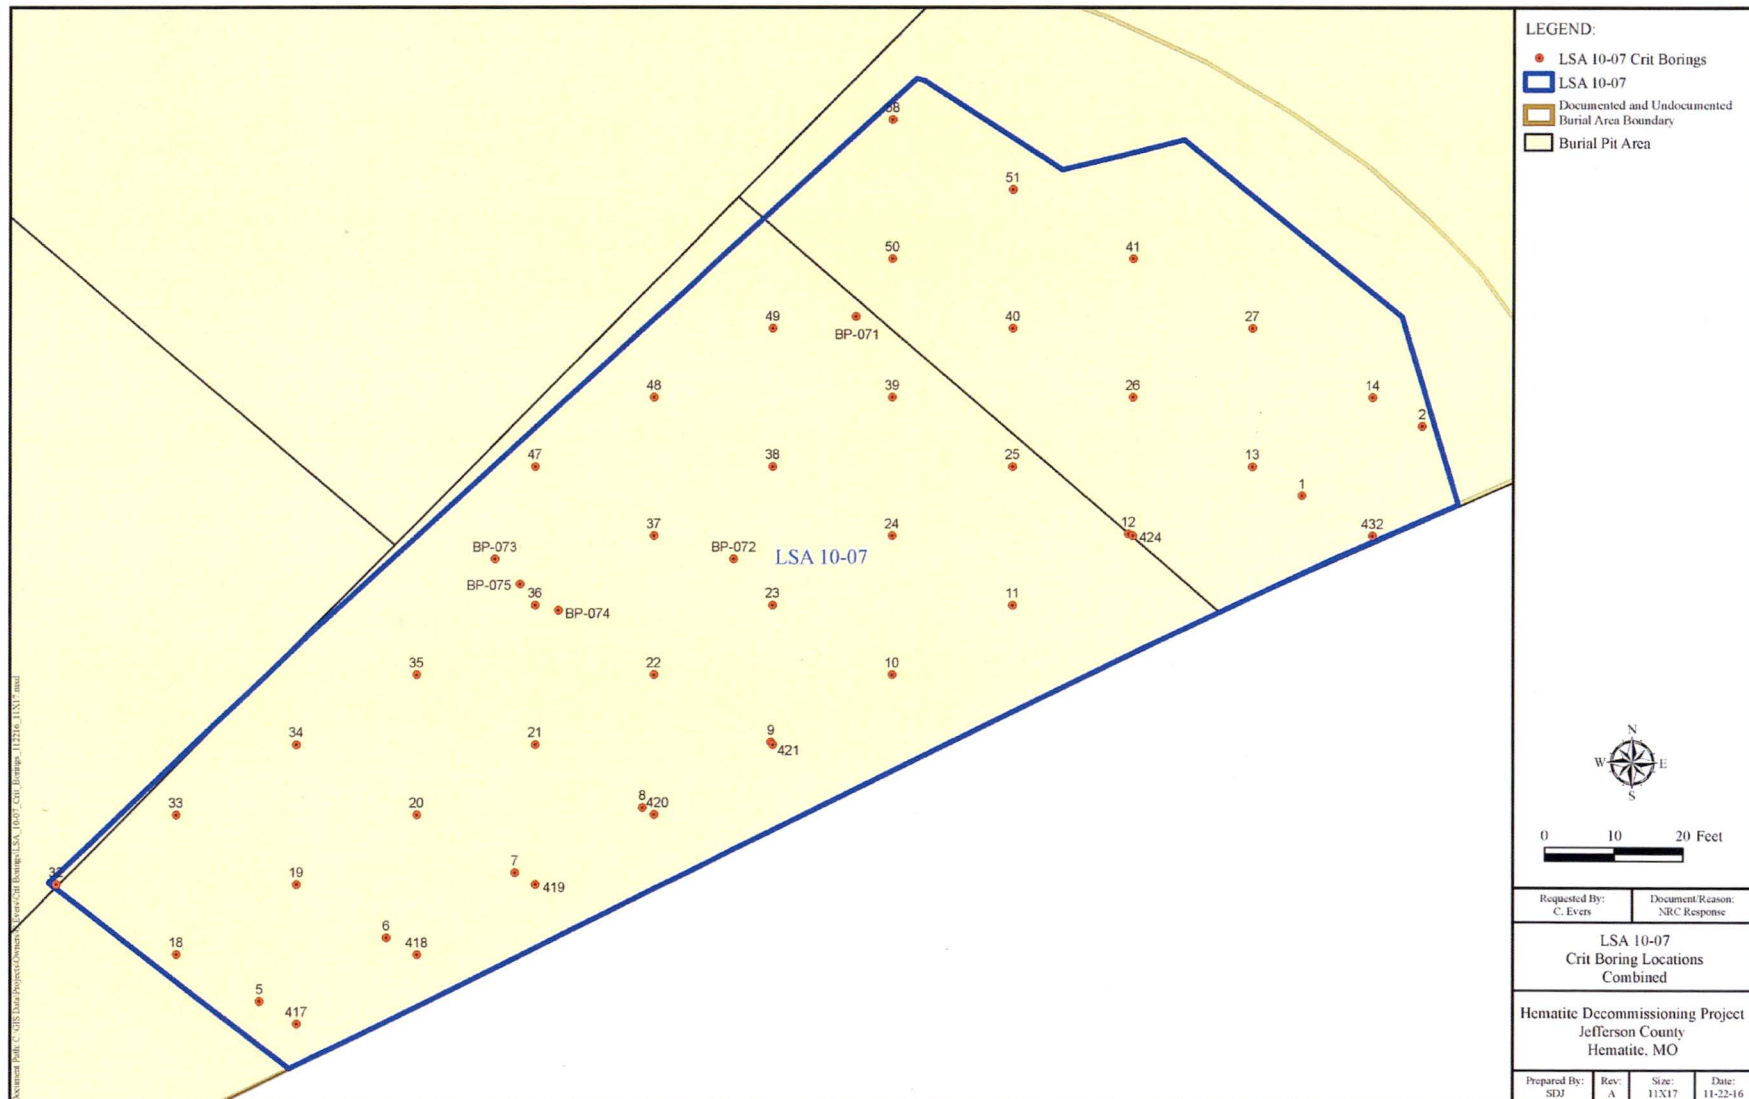 58
51
50
41
49
BP-071
40
27
48
39
26
14
2
47
38
25
13
1
37
24
12
424
432
BP-073
BP-072
LSA 10-07
BP-075
36
BP-074
23
11
35
22
10
34
21
9
421
33
20
8
420
32
19
7
419
18
6
418
5
417
LEGEND:
LSA 10-07 Crit Borings
LSA 10-07
Documented and Undocumented
Burial Area Boundary
Burial Pit Area
N
W E
S
0 10 20 Feet
Requested By:
C. Evers
Document/Reason:
NRC Response
LSA 10-07
Crit Boring Locations
Combined
Hematite Decommissioning Project
Jefferson County
Hematite, MO
Prepared By:
SDJ
Rev:
A
Size:
11X17
Date:
11-22-16